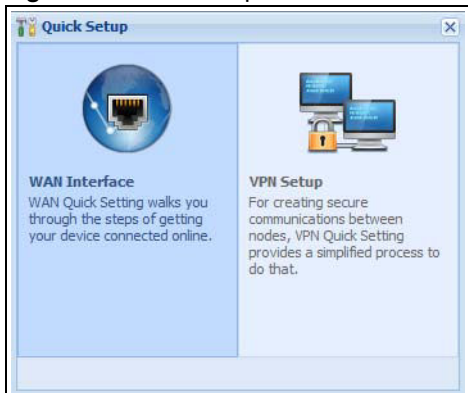 Quick Setup
WAN Interface
WAN Quick Setting walks you
through the steps of getting
your device connected online.
VPN Setup
For creating secure
communications between
nodes, VPN Quick Setting
provides a simplified process to
do that.